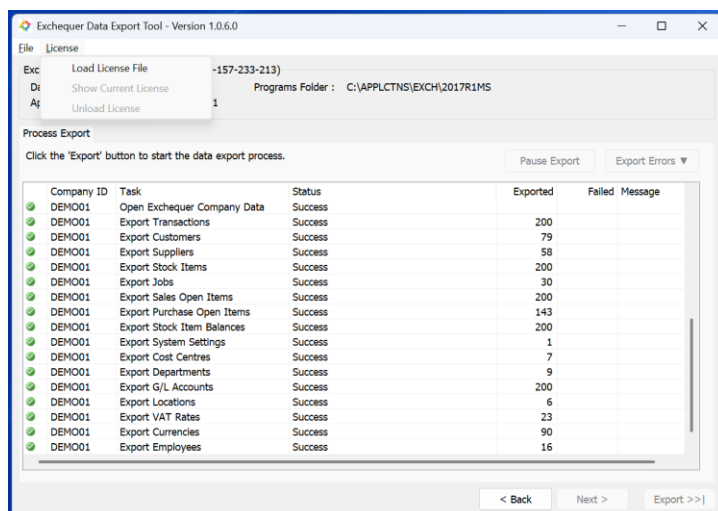 Exchequer Data Export Tool - Version 1.0.6.0
File License
Load License File
Show Current License
Unload License
Exc -157-233-213)
Da Programs Folder : C:\APPLCTNS\EXCH\2017R1MS
Ap 1
Process Export
Click the 'Export' button to start the data export process.
Pause Export Export Errors ▼
Company ID Task Status Exported Failed Message
DEMO01 Open Exchequer Company Data Success
DEMO01 Export Transactions Success 200
DEMO01 Export Customers Success 79
DEMO01 Export Suppliers Success 58
DEMO01 Export Stock Items Success 200
DEMO01 Export Jobs Success 30
DEMO01 Export Sales Open Items Success 200
DEMO01 Export Purchase Open Items Success 143
DEMO01 Export Stock Item Balances Success 200
DEMO01 Export System Settings Success 1
DEMO01 Export Cost Centres Success 7
DEMO01 Export Departments Success 9
DEMO01 Export G/L Accounts Success 200
DEMO01 Export Locations Success 6
DEMO01 Export VAT Rates Success 23
DEMO01 Export Currencies Success 90
DEMO01 Export Employees Success 16
< Back Next > Export >>|